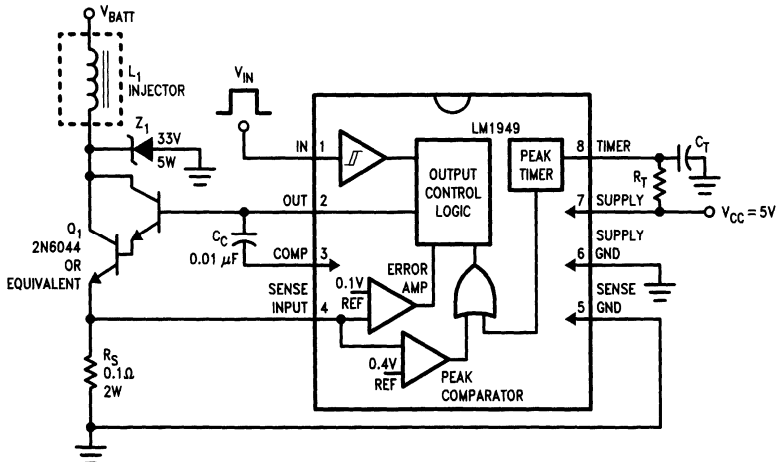 VBATT
L1
INJECTOR
Z1
33V
5W
Q1
2N6044
OR
EQUIVALENT
RS
0.1Ω
2W
VIN
IN 1
OUT 2
CC
0.01 μF
COMP 3
SENSE
INPUT 4
LM1949
OUTPUT
CONTROL
LOGIC
PEAK
TIMER
ERROR
AMP
0.1V
REF
0.4V
REF
PEAK
COMPARATOR
8 TIMER
CT
RT
7 SUPPLY
VCC = 5V
SUPPLY
6 GND
SENSE
5 GND